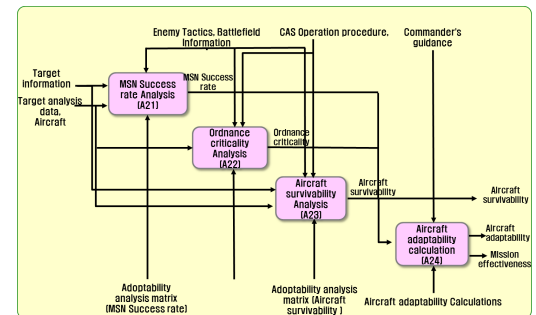 Enemy Tactics, Battlefield
Information
CAS Operation procedure,
Commander's
guidance
Target
information
Target analysis
data,
Aircraft
MSN Success
rate Analysis
(A21)
MSN Success
rate
Ordnance
criticality
Analysis
(A22)
Ordnance
criticality
Aircraft
survivability
Analysis
(A23)
Aircraft
survivability
Aircraft
survivability
Aircraft
adaptability
calculation
(A24)
Aircraft
adaptability
Mission
effectiveness
Adoptability
analysis matrix
(MSN Success rate)
Adoptability analysis
matrix (Aircraft
survivability )
Aircraft adaptability Calculations